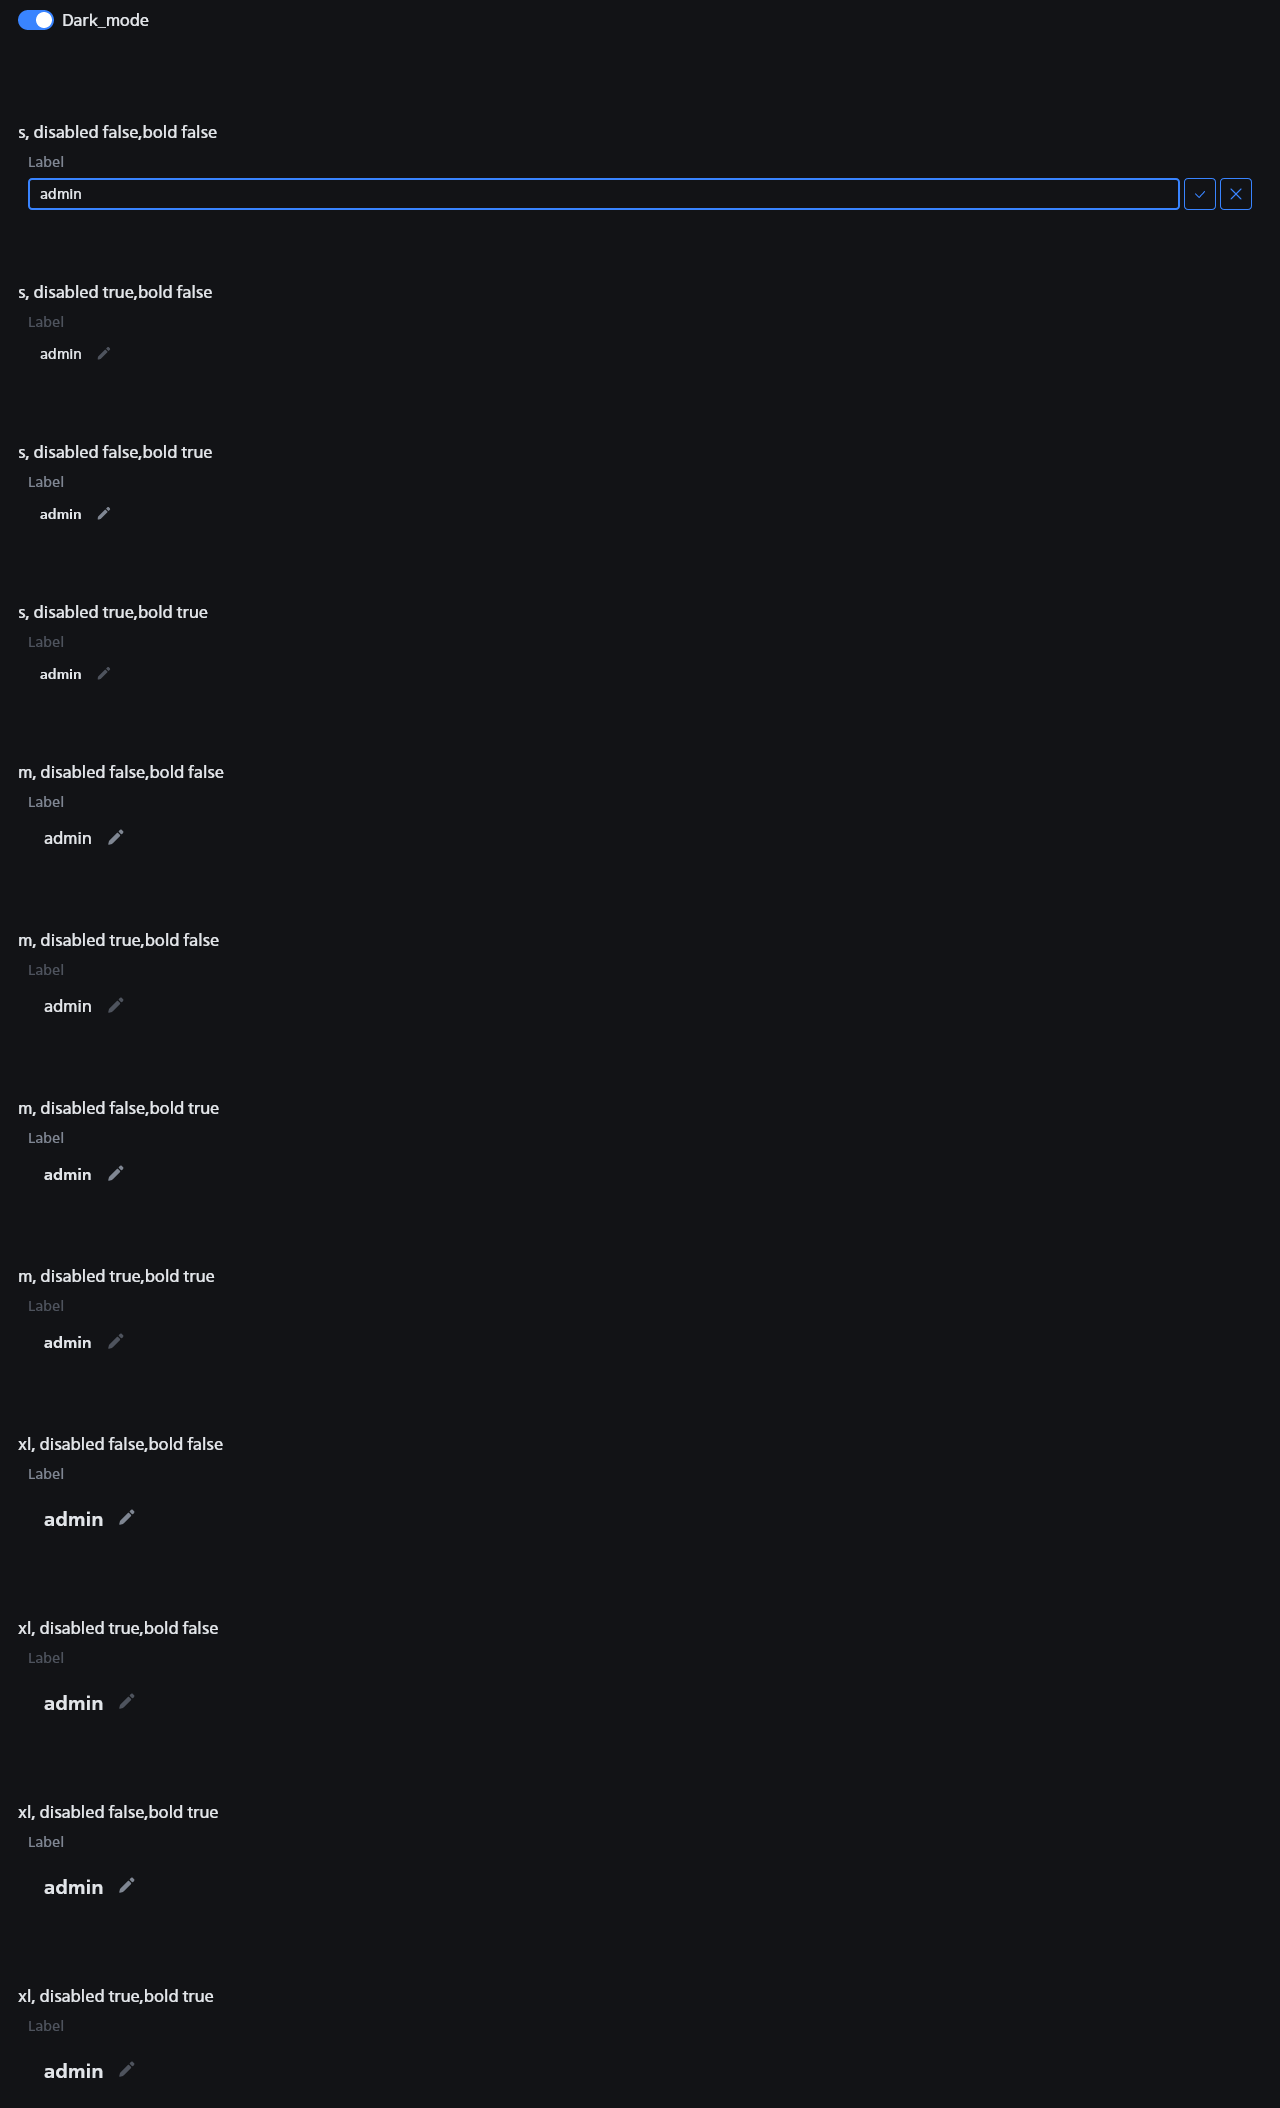 Dark_mode
s, disabled false,bold false
Label
admin
s, disabled true,bold false
Label
admin
s, disabled false,bold true
Label
admin
s, disabled true,bold true
Label
admin
m, disabled false,bold false
Label
admin
m, disabled true,bold false
Label
admin
m, disabled false,bold true
Label
admin
m, disabled true,bold true
Label
admin
xl, disabled false,bold false
Label
admin
xl, disabled true,bold false
Label
admin
xl, disabled false,bold true
Label
admin
xl, disabled true,bold true
Label
admin